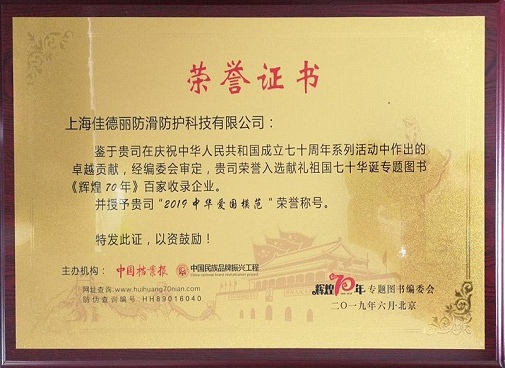 荣誉证书
上海佳德丽防滑防护科技有限公司：
鉴于贵司在庆祝中华人民共和国成立七十周年系列活动中作出的
卓越贡献，经编委会审定，贵司荣誉入选献礼祖国七十华诞专题图书
《辉煌70年》百家收录企业。
并授予贵司“2019中华爱国模范”荣誉称号。
特发此证，以资鼓励！
主办机构： 中国档案报 中国民族品牌振兴工程
网址查询:www.huihuang70nian.com
防伪查询编号:HH89016040
辉煌70年专题图书编委会
二〇一九年六月·北京